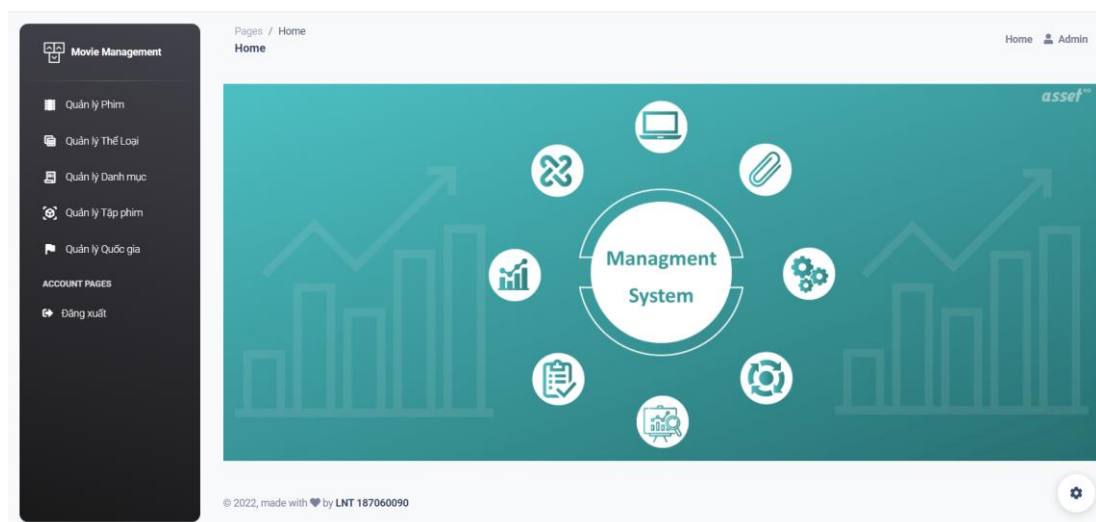 Movie Management
Quản lý Phim
Quản lý Thể Loại
Quản lý Danh mục
Quản lý Tập phim
Quản lý Quốc gia
ACCOUNT PAGES
Đăng xuất
Pages / Home
Home
Home Admin
asset
Managment
System
© 2022, made with by LNT 187060090